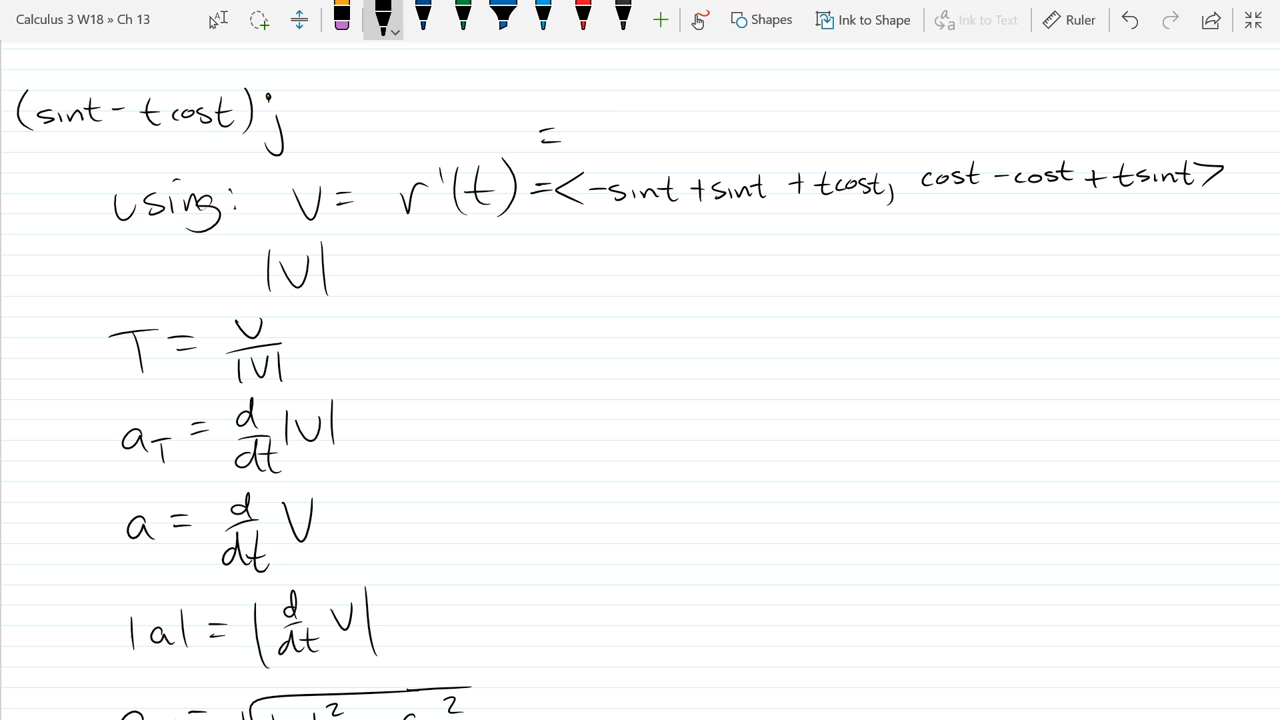 Calculus 3 W18 » Ch 13 Shapes Ink to Shape Ink to Text Ruler
(sint - t cost) j
=
using: V = r'(t) = <-sint + sint + tcost, cost - cost + tsint>
|V|
T = V/|V|
a_T = d/dt |V|
a = d/dt V
|a| = |d/dt V|